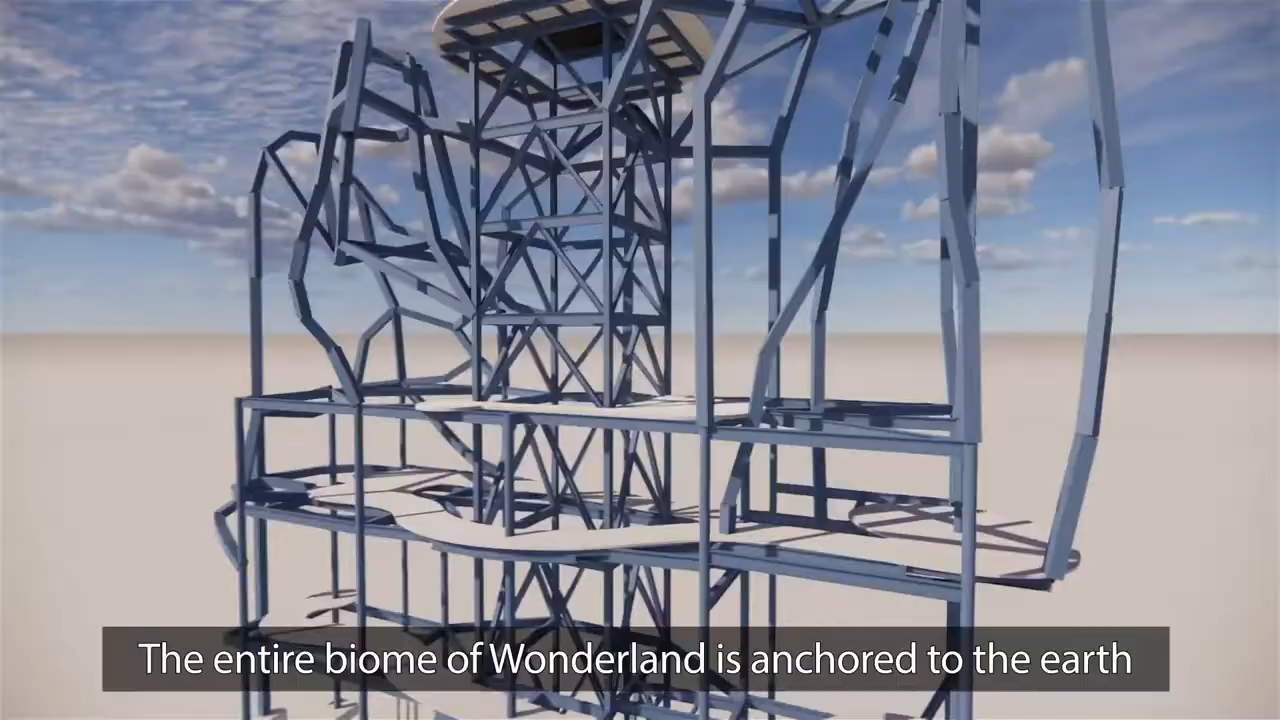 The entire biome of Wonderland is anchored to the earth